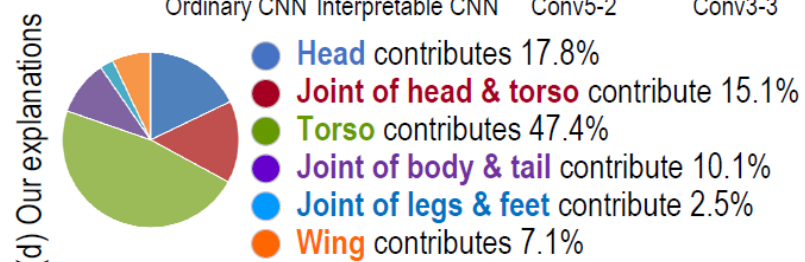 Ordinary CNN Interpretable CNN Conv5-2 Conv3-3
(d) Our explanations
Head contributes 17.8%
Joint of head & torso contribute 15.1%
Torso contributes 47.4%
Joint of body & tail contribute 10.1%
Joint of legs & feet contribute 2.5%
Wing contributes 7.1%